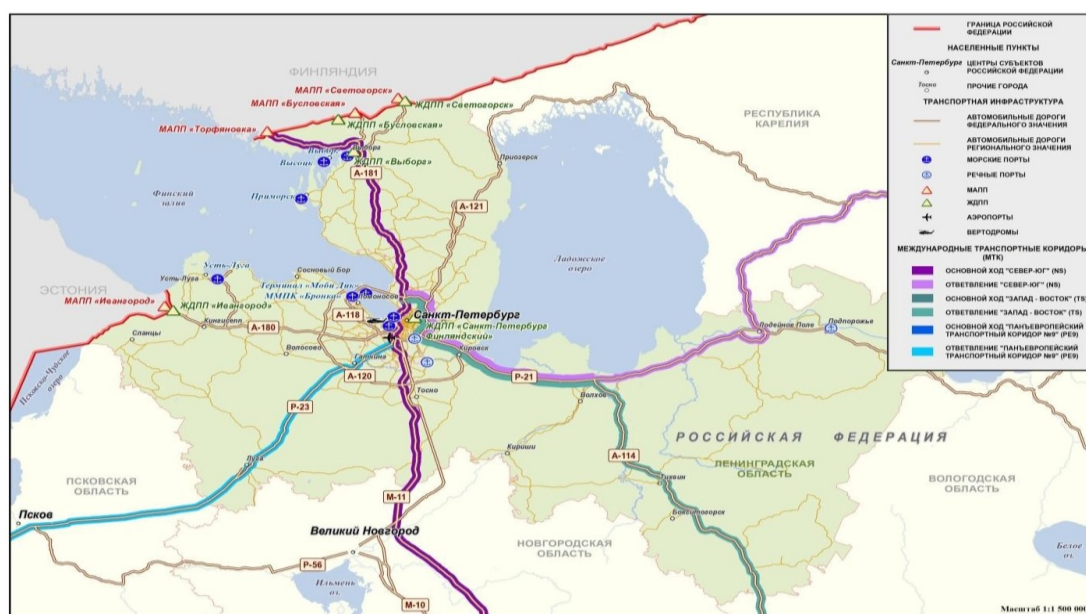 ФИНЛЯНДИЯ
МАПП «Светогорск»
МАПП «Бусловская»
ЖДПП «Светогорск»
ЖДПП «Бусловская»
МАПП «Торфяновка»
Выборг
Высоцк
ЖДПП «Выборг»
А-181
Приозерск
РЕСПУБЛИКА
КАРЕЛИЯ
Финский
залив
Приморск
А-121
Ладожское
озеро
Усть-Луга
Усть-Луга
Сосновый Бор
Терминал «Моби Дик»
ММПК «Бронка»
Ломоносов
ЭСТОНИЯ
МАПП «Ивангород»
ЖДПП «Ивангород»
А-118
Санкт-Петербург
ЖДПП «Санкт-Петербург
Финляндский»
Сланцы
Кингисепп
А-180
Волосово
Гатчина
Кировск
А-120
Тосно
Р-21
Волхов
Лодейное Поле
Подпорожье
Псковско-Чудское
озеро
Р-23
Кириши
РОССИЙСКАЯ ФЕДЕРАЦИЯ
А-114
ЛЕНИНГРАДСКАЯ
ОБЛАСТЬ
Луга
Тихвин
Бокситогорск
ПСКОВСКАЯ
ОБЛАСТЬ
ВОЛОГОДСКАЯ
ОБЛАСТЬ
М-11
Псков
Великий Новгород
НОВГОРОДСКАЯ
ОБЛАСТЬ
Белое
оз.
Р-56
Ильмень
оз.
М-10
Масштаб 1:1 500 000
ГРАНИЦА РОССИЙСКОЙ
ФЕДЕРАЦИИ
НАСЕЛЕННЫЕ ПУНКТЫ
Санкт-Петербург ЦЕНТРЫ СУБЪЕКТОВ
РОССИЙСКОЙ ФЕДЕРАЦИИ
Тосно ПРОЧИЕ ГОРОДА
ТРАНСПОРТНАЯ ИНФРАСТРУКТУРА
АВТОМОБИЛЬНЫЕ ДОРОГИ
ФЕДЕРАЛЬНОГО ЗНАЧЕНИЯ
АВТОМОБИЛЬНЫЕ ДОРОГИ
РЕГИОНАЛЬНОГО ЗНАЧЕНИЯ
МОРСКИЕ ПОРТЫ
РЕЧНЫЕ ПОРТЫ
МАПП
ЖДПП
АЭРОПОРТЫ
ВЕРТОДРОМЫ
МЕЖДУНАРОДНЫЕ ТРАНСПОРТНЫЕ КОРИДОРЫ
(МТК)
ОСНОВНОЙ ХОД "СЕВЕР-ЮГ" (NS)
ОТВЕТВЛЕНИЕ "СЕВЕР-ЮГ" (NS)
ОСНОВНОЙ ХОД "ЗАПАД - ВОСТОК" (TS)
ОТВЕТВЛЕНИЕ "ЗАПАД - ВОСТОК" (TS)
ОСНОВНОЙ ХОД "ПАНЪЕВРОПЕЙСКИЙ
ТРАНСПОРТНЫЙ КОРИДОР №9" (PE9)
ОТВЕТВЛЕНИЕ "ПАНЪЕВРОПЕЙСКИЙ
ТРАНСПОРТНЫЙ КОРИДОР №9" (PE9)